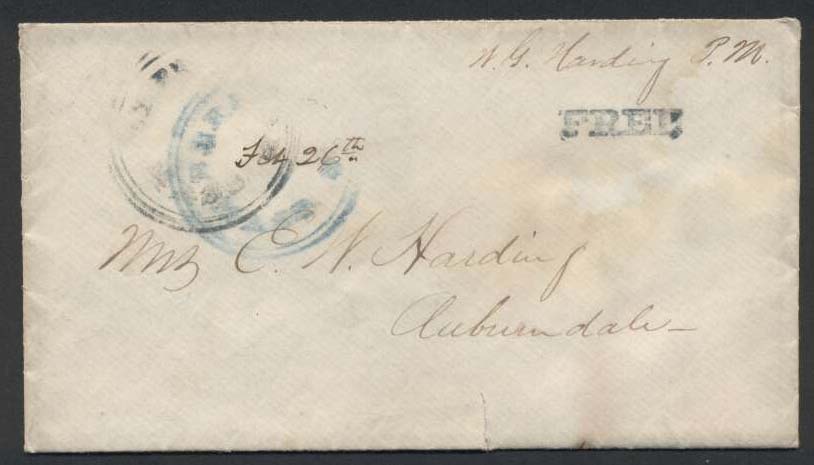 W. G. Harding P. M.
FREE
Feb 26th
Mrs C. N. Harding
Auburndale